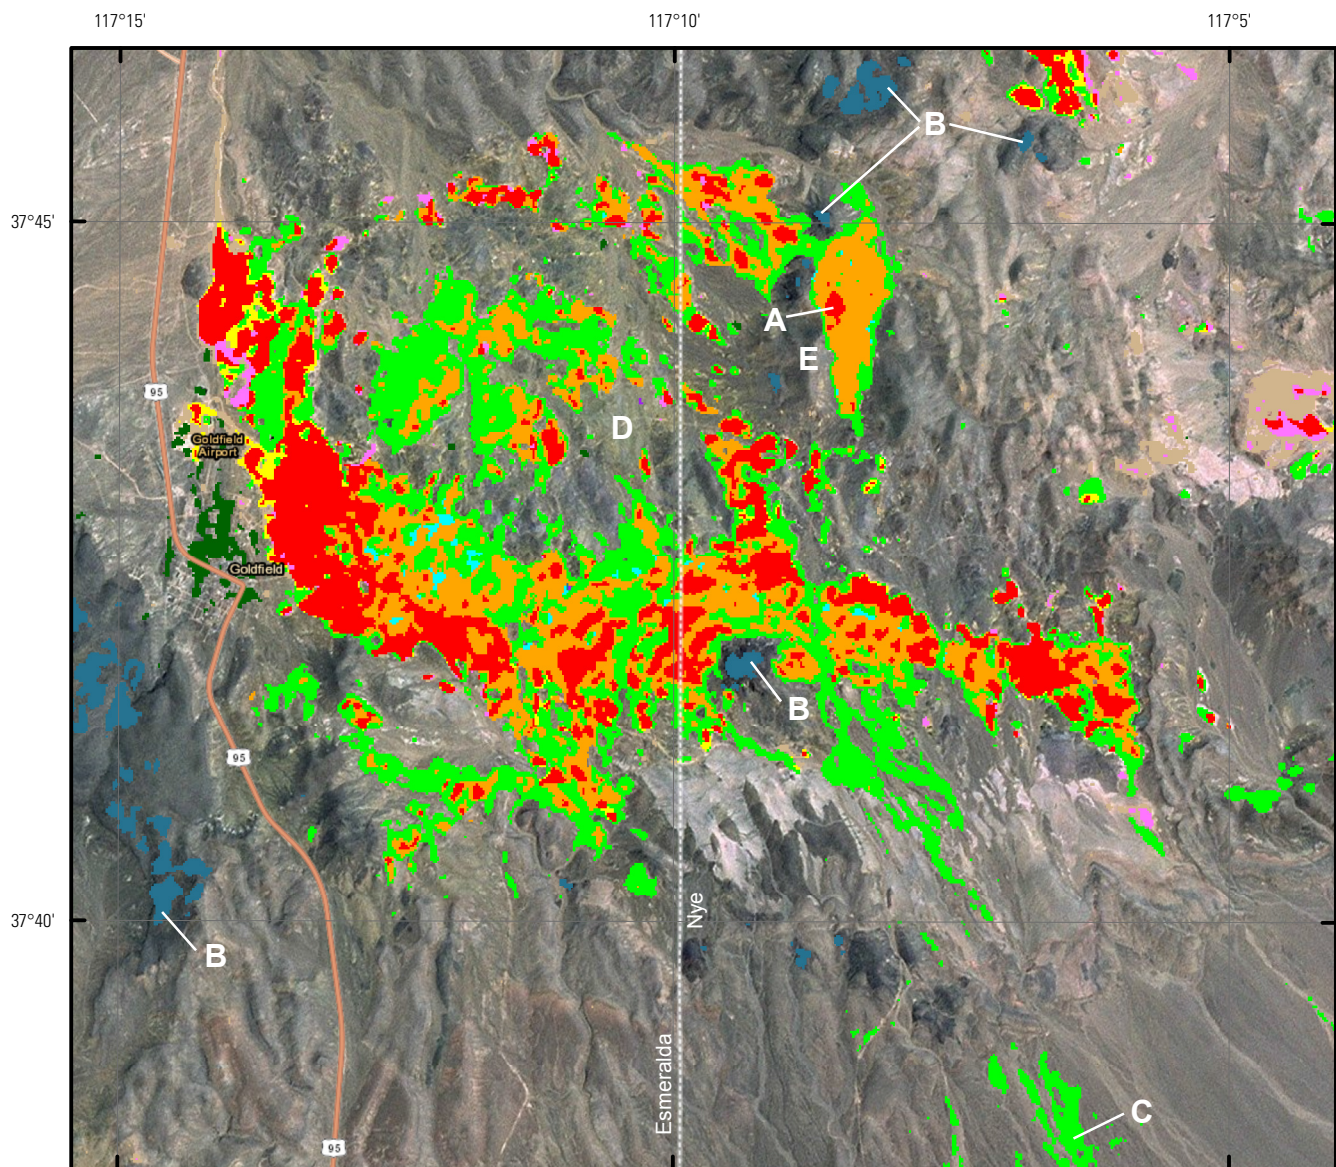 117°15'
117°10'
117°5'
B
37°45'
A
E
95
D
Goldfield
Airport
Goldfield
B
95
Nye
37°40'
B
Esmeralda
C
95